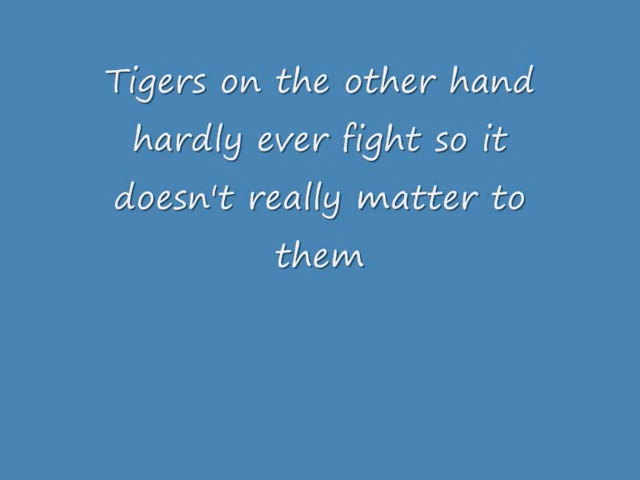 Tigers on the other hand
hardly ever fight so it
doesn't really matter to
them